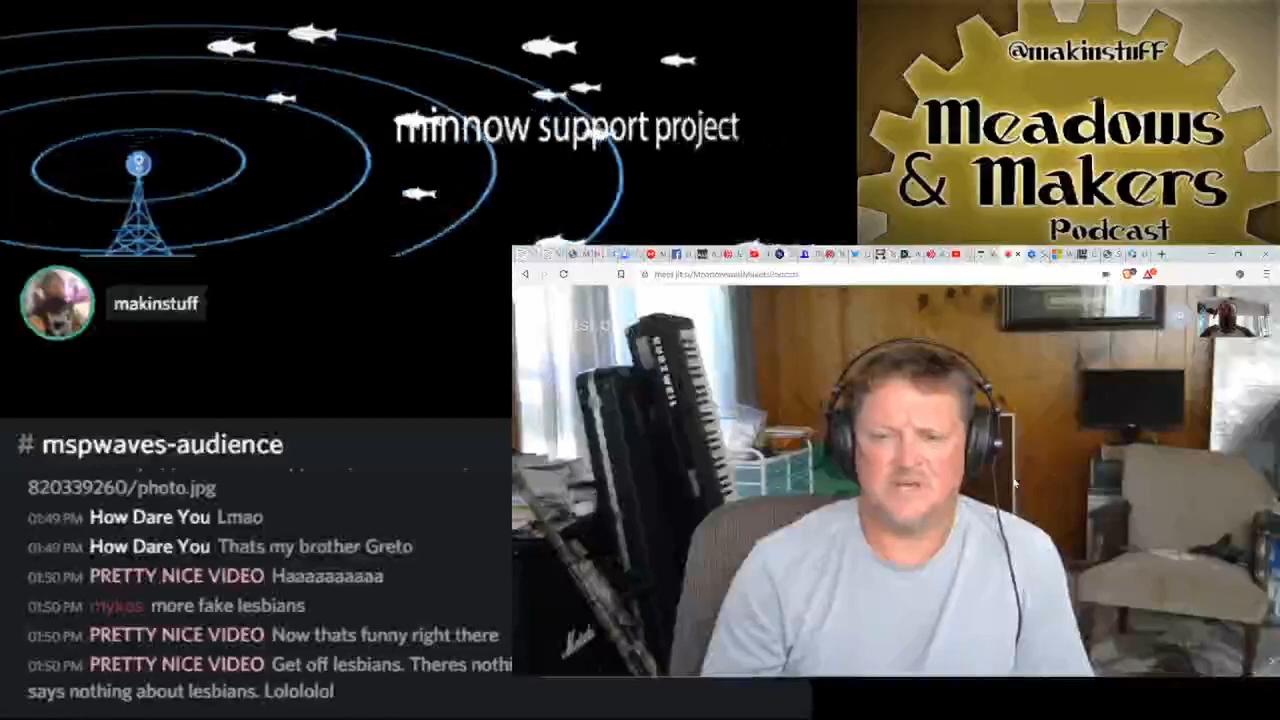 minnow support project
@makinstuff
Meadows
& Makers
Podcast
makinstuff
# mspwaves-audience
820339260/photo.jpg
01:49 PM How Dare You Lmao
01:49 PM How Dare You Thats my brother Greto
01:50 PM PRETTY NICE VIDEO Haaaaaaaaaa
01:50 PM mykos more fake lesbians
01:50 PM PRETTY NICE VIDEO Now thats funny right there
01:50 PM PRETTY NICE VIDEO Get off lesbians. Theres nothi
says nothing about lesbians. Lolololol